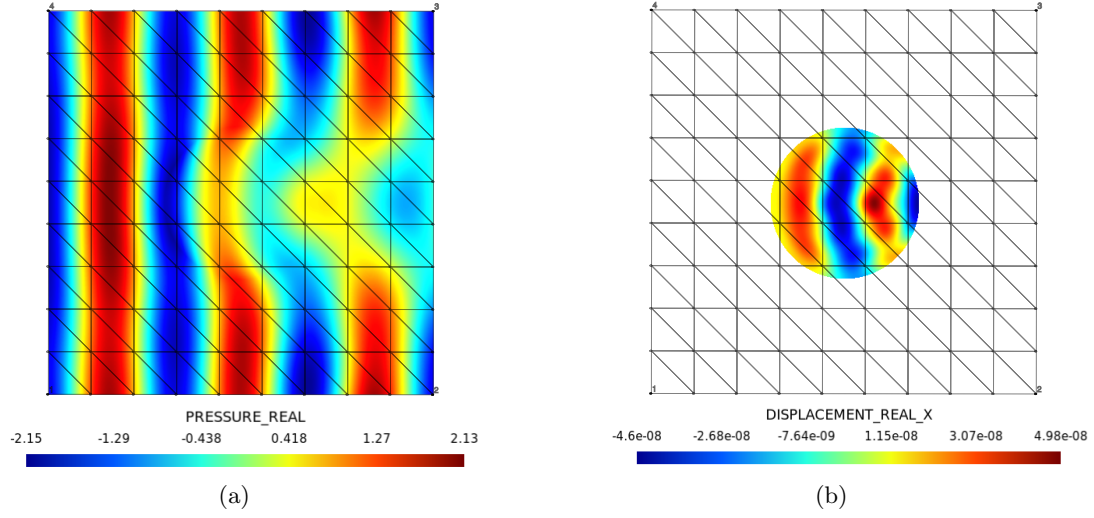 4 3
2
PRESSURE_REAL
-2.15 -1.29 -0.438 0.418 1.27 2.13
(a)
4 3
1 2
DISPLACEMENT_REAL_X
-4.6e-08 -2.68e-08 -7.64e-09 1.15e-08 3.07e-08 4.98e-08
(b)